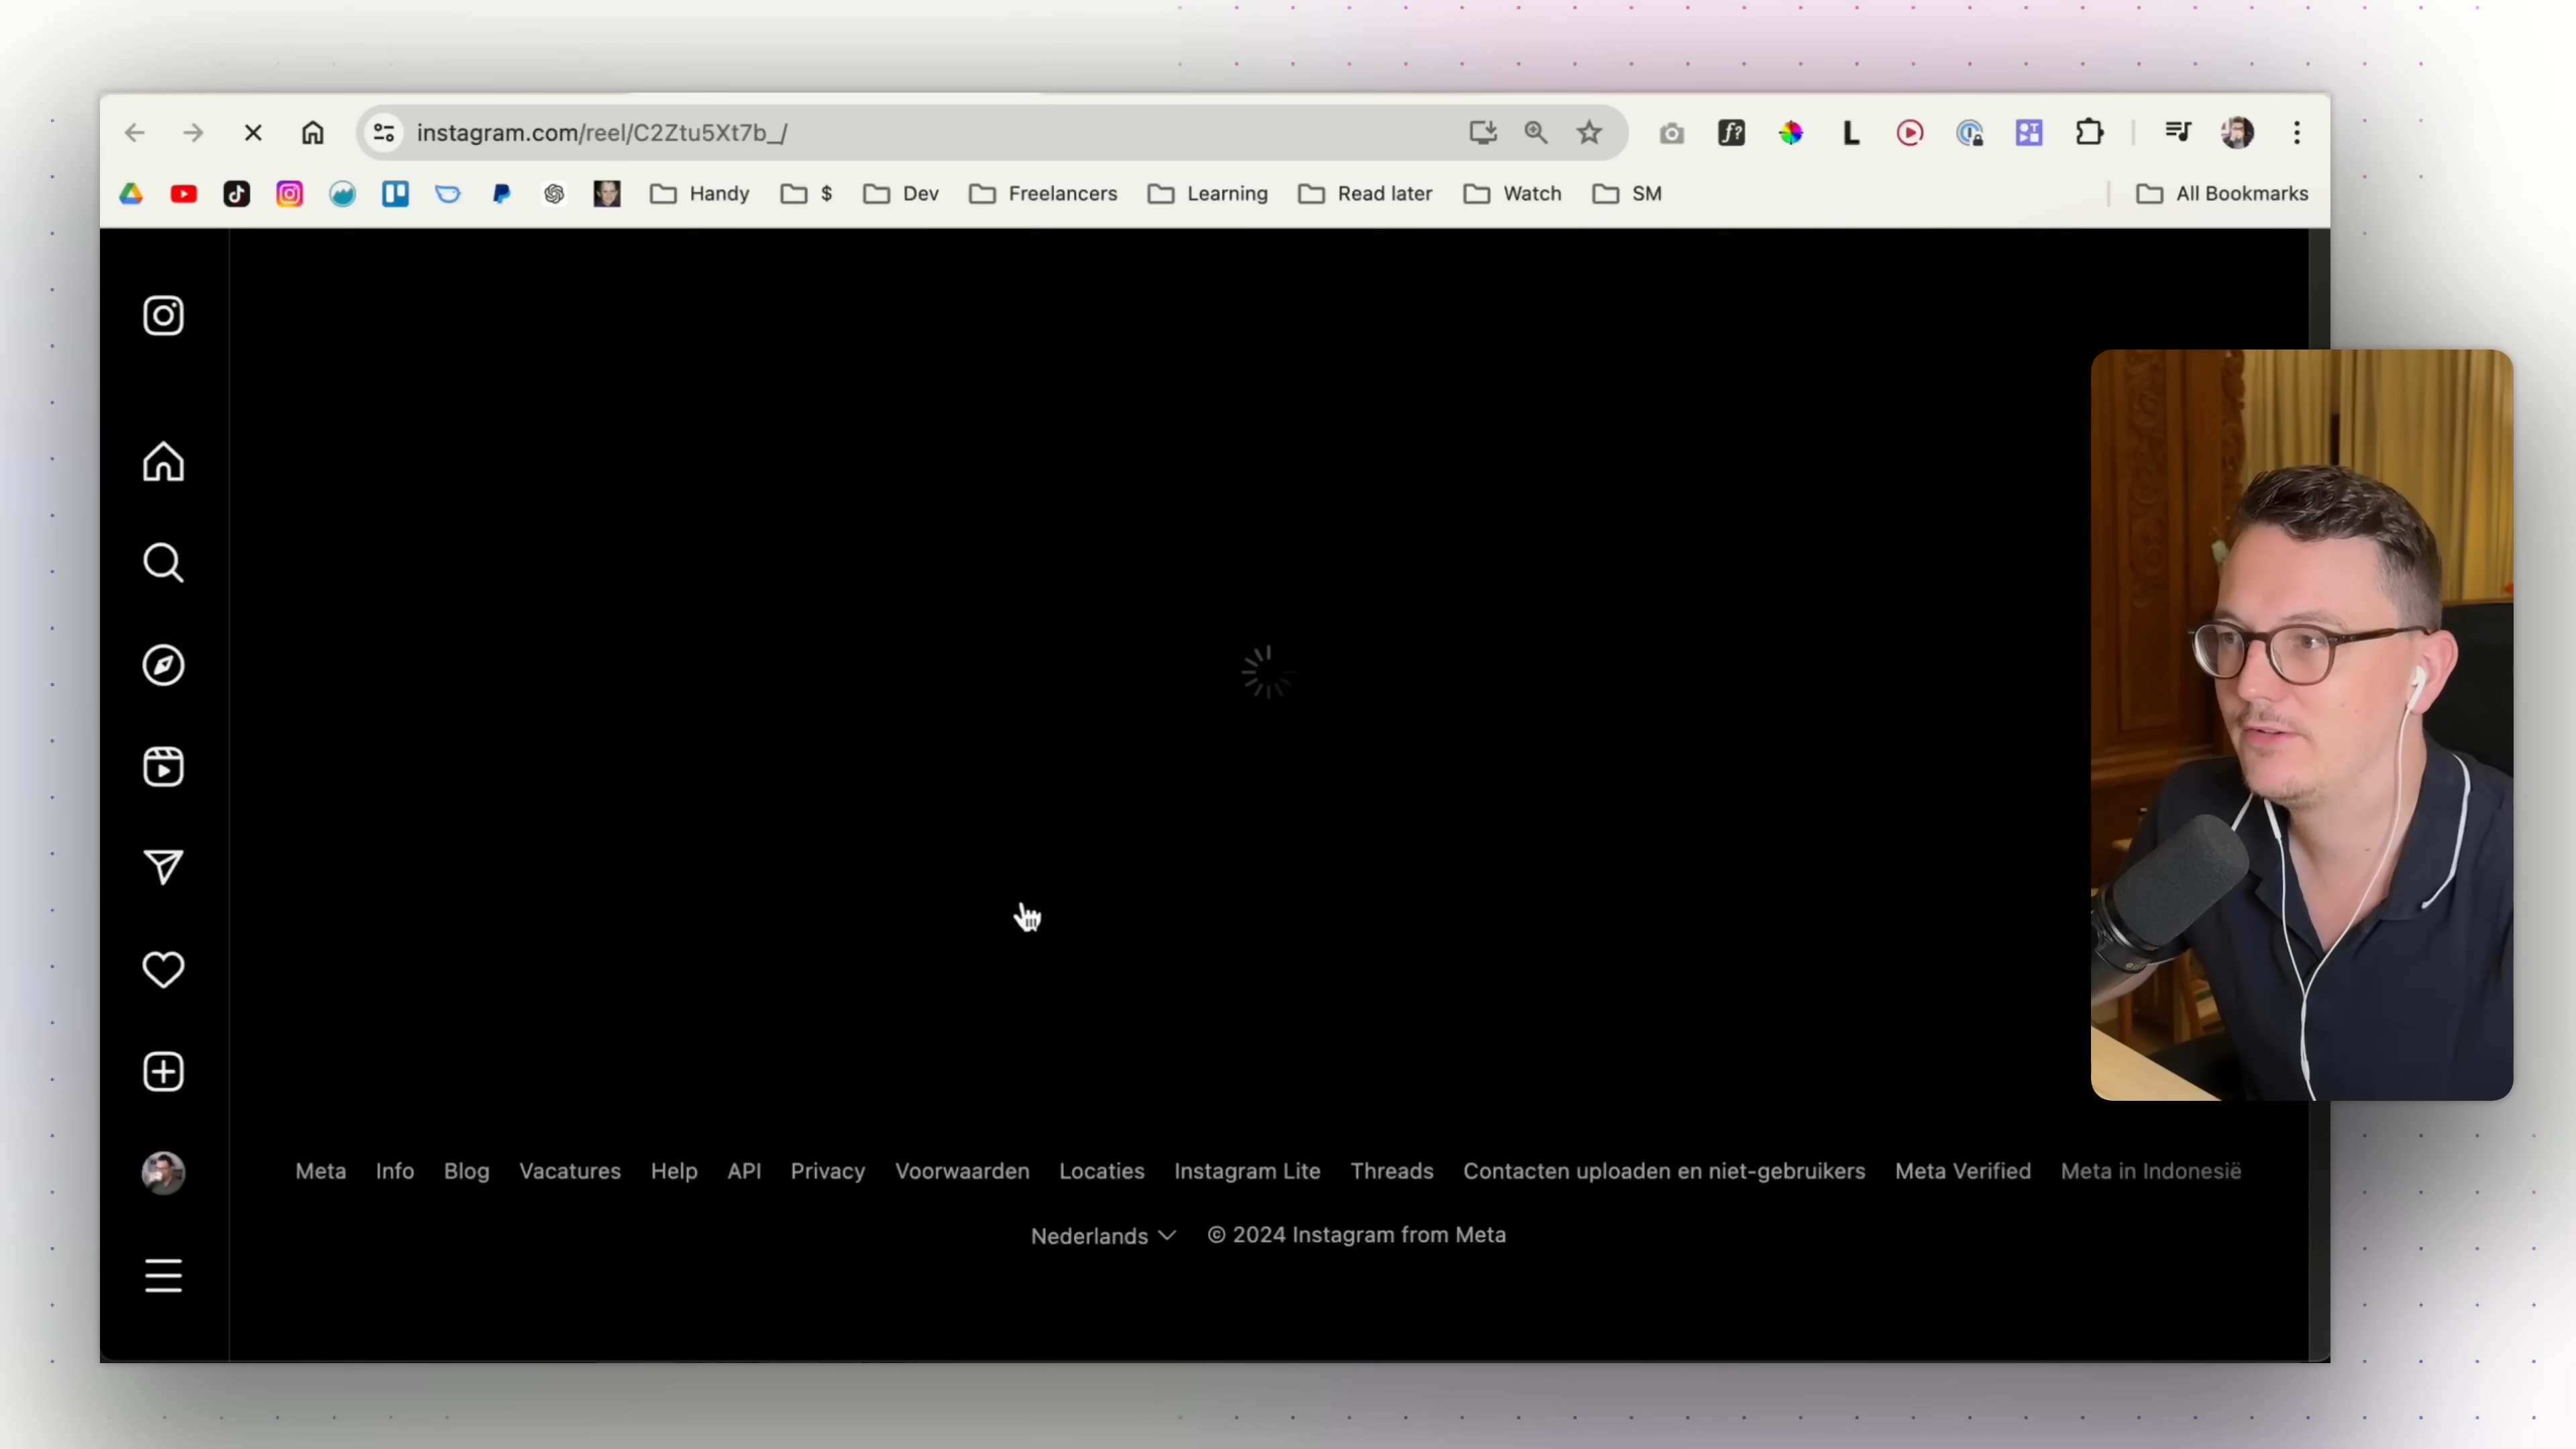 instagram.com/reel/C2Ztu5Xt7b_/
Handy $ Dev Freelancers Learning Read later Watch SM All Bookmarks
Meta Info Blog Vacatures Help API Privacy Voorwaarden Locaties Instagram Lite Threads Contacten uploaden en niet-gebruikers Meta Verified Meta in Indonesië
Nederlands © 2024 Instagram from Meta